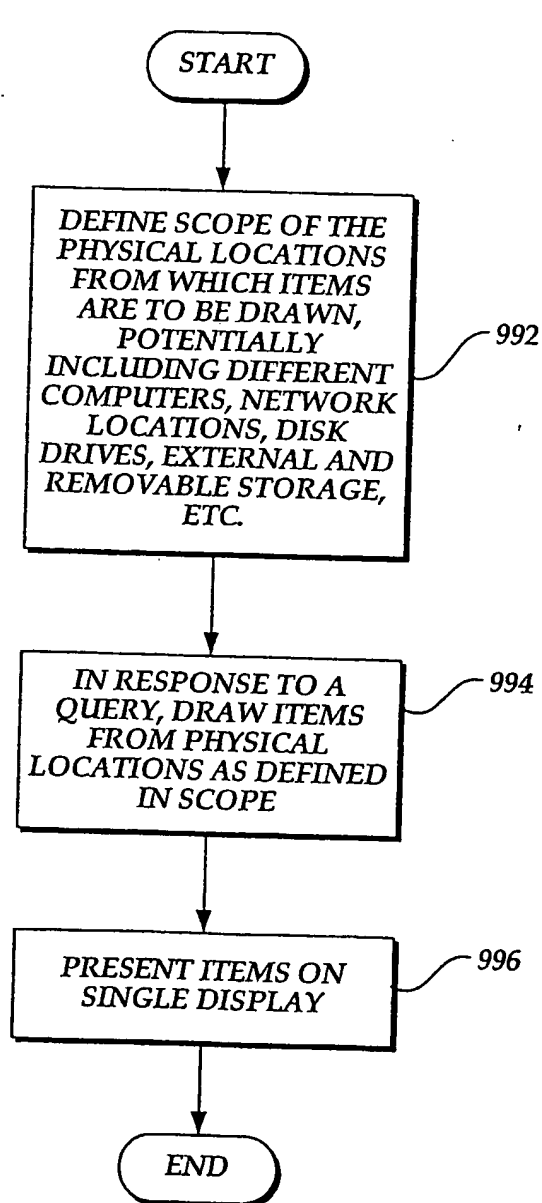 START
DEFINE SCOPE OF THE
PHYSICAL LOCATIONS
FROM WHICH ITEMS
ARE TO BE DRAWN,
POTENTIALLY
INCLUDING DIFFERENT
COMPUTERS, NETWORK
LOCATIONS, DISK
DRIVES, EXTERNAL AND
REMOVABLE STORAGE,
ETC.
992
IN RESPONSE TO A
QUERY, DRAW ITEMS
FROM PHYSICAL
LOCATIONS AS DEFINED
IN SCOPE
994
PRESENT ITEMS ON
SINGLE DISPLAY
996
END